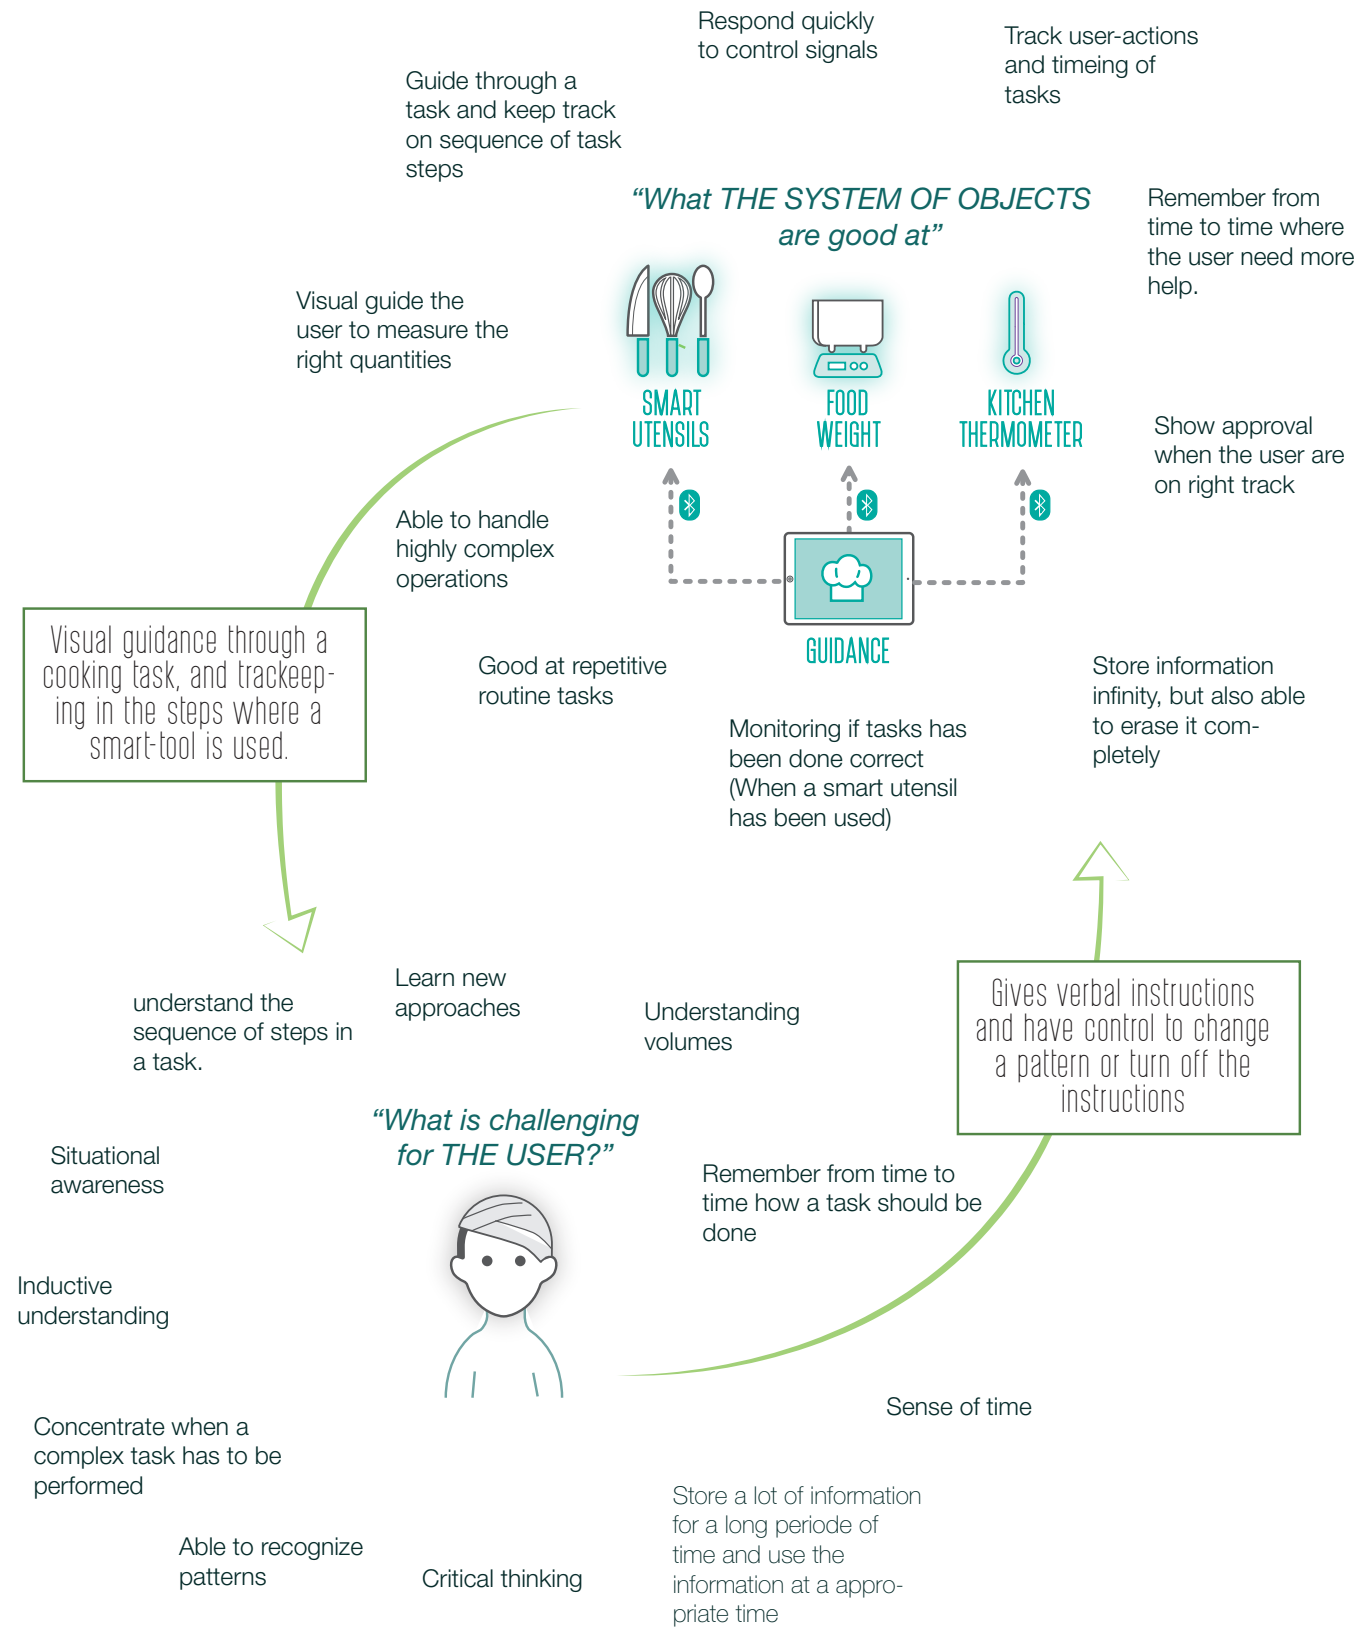 Respond quickly
to control signals
Track user-actions
and timeing of
tasks
Guide through a
task and keep track
on sequence of task
steps
“What THE SYSTEM OF OBJECTS
are good at”
Remember from
time to time where
the user need more
help.
Visual guide the
user to measure the
right quantities
SMART
UTENSILS
FOOD
WEIGHT
KITCHEN
THERMOMETER
Show approval
when the user are
on right track
Able to handle
highly complex
operations
GUIDANCE
Visual guidance through a
cooking task, and trackeep-
ing in the steps where a
smart-tool is used.
Good at repetitive
routine tasks
Store information
infinity, but also able
to erase it com-
pletely
Monitoring if tasks has
been done correct
(When a smart utensil
has been used)
Learn new
approaches
understand the
sequence of steps in
a task.
Understanding
volumes
Gives verbal instructions
and have control to change
a pattern or turn off the
instructions
“What is challenging
for THE USER?”
Situational
awareness
Remember from time to
time how a task should be
done
Inductive
understanding
Sense of time
Concentrate when a
complex task has to be
performed
Store a lot of information
for a long periode of
time and use the
information at a appro-
priate time
Able to recognize
patterns
Critical thinking